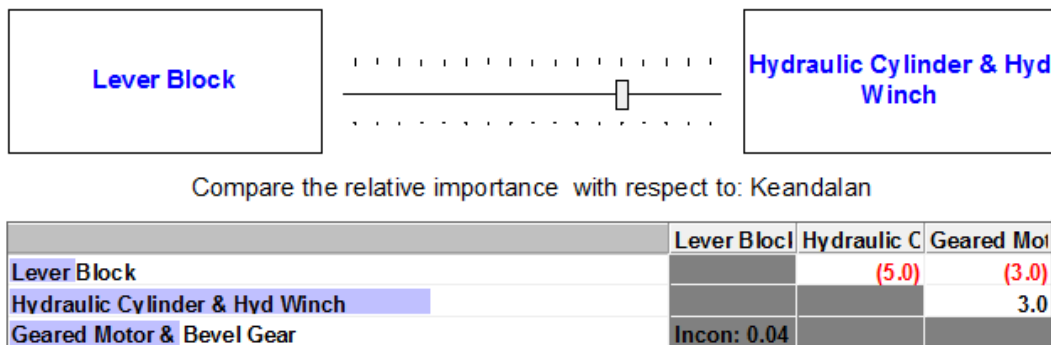 Lever Block
Hydraulic Cylinder & Hyd
Winch
Compare the relative importance with respect to: Keandalan
Lever Blocl Hydraulic C Geared Mot
Lever Block (5.0) (3.0)
Hydraulic Cylinder & Hyd Winch 3.0
Geared Motor & Bevel Gear Incon: 0.04